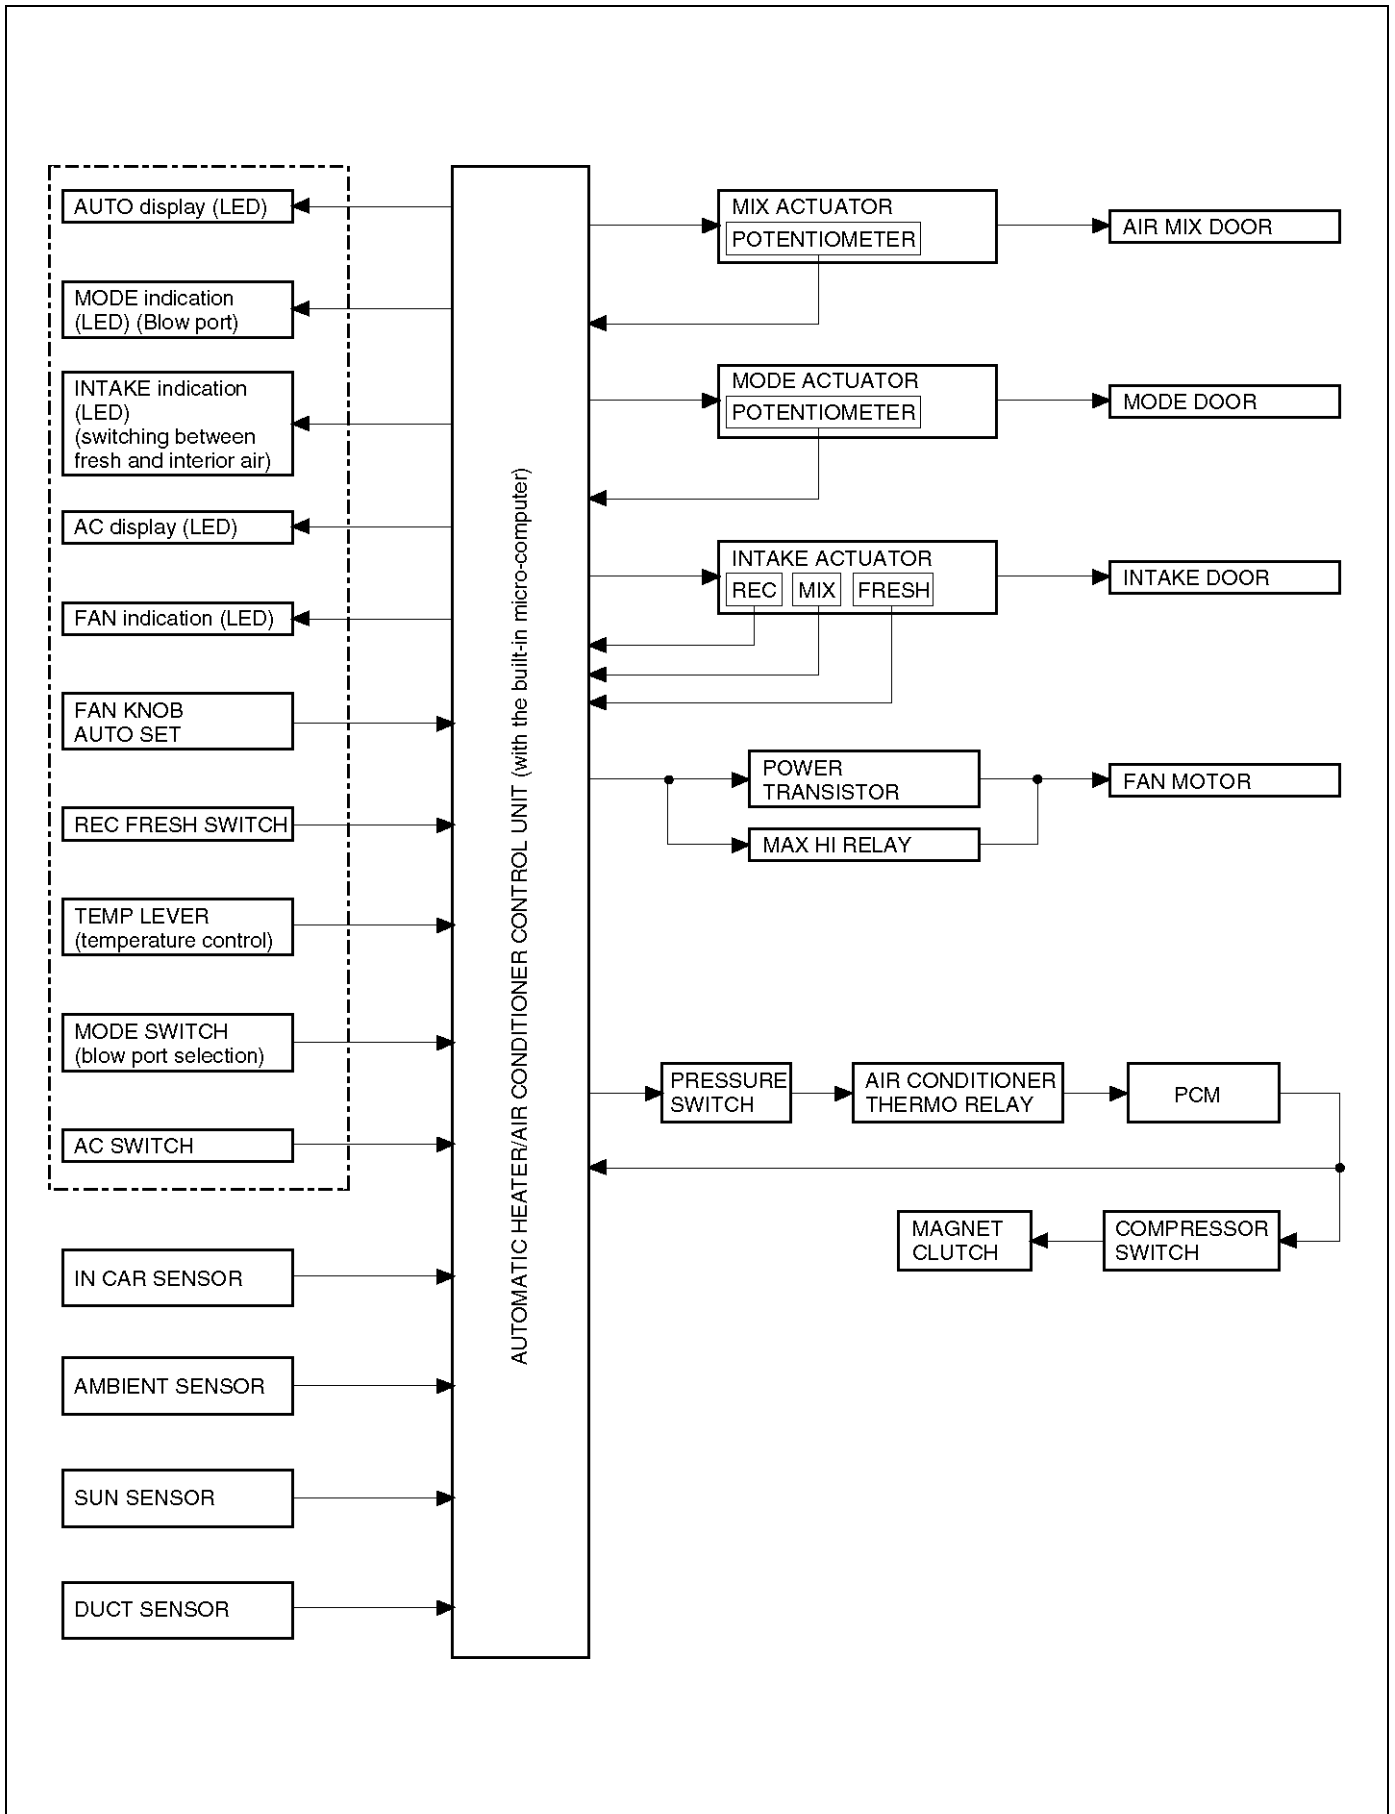 AUTO display (LED)
MODE indication
(LED) (Blow port)
INTAKE indication
(LED)
(switching between
fresh and interior air)
AC display (LED)
FAN indication (LED)
FAN KNOB
AUTO SET
REC FRESH SWITCH
TEMP LEVER
(temperature control)
MODE SWITCH
(blow port selection)
AC SWITCH
IN CAR SENSOR
AMBIENT SENSOR
SUN SENSOR
DUCT SENSOR
AUTOMATIC HEATER/AIR CONDITIONER CONTROL UNIT (with the built-in micro-computer)
MIX ACTUATOR
POTENTIOMETER
AIR MIX DOOR
MODE ACTUATOR
POTENTIOMETER
MODE DOOR
INTAKE ACTUATOR
REC MIX FRESH
INTAKE DOOR
POWER
TRANSISTOR
MAX HI RELAY
FAN MOTOR
PRESSURE
SWITCH
AIR CONDITIONER
THERMO RELAY
PCM
MAGNET
CLUTCH
COMPRESSOR
SWITCH